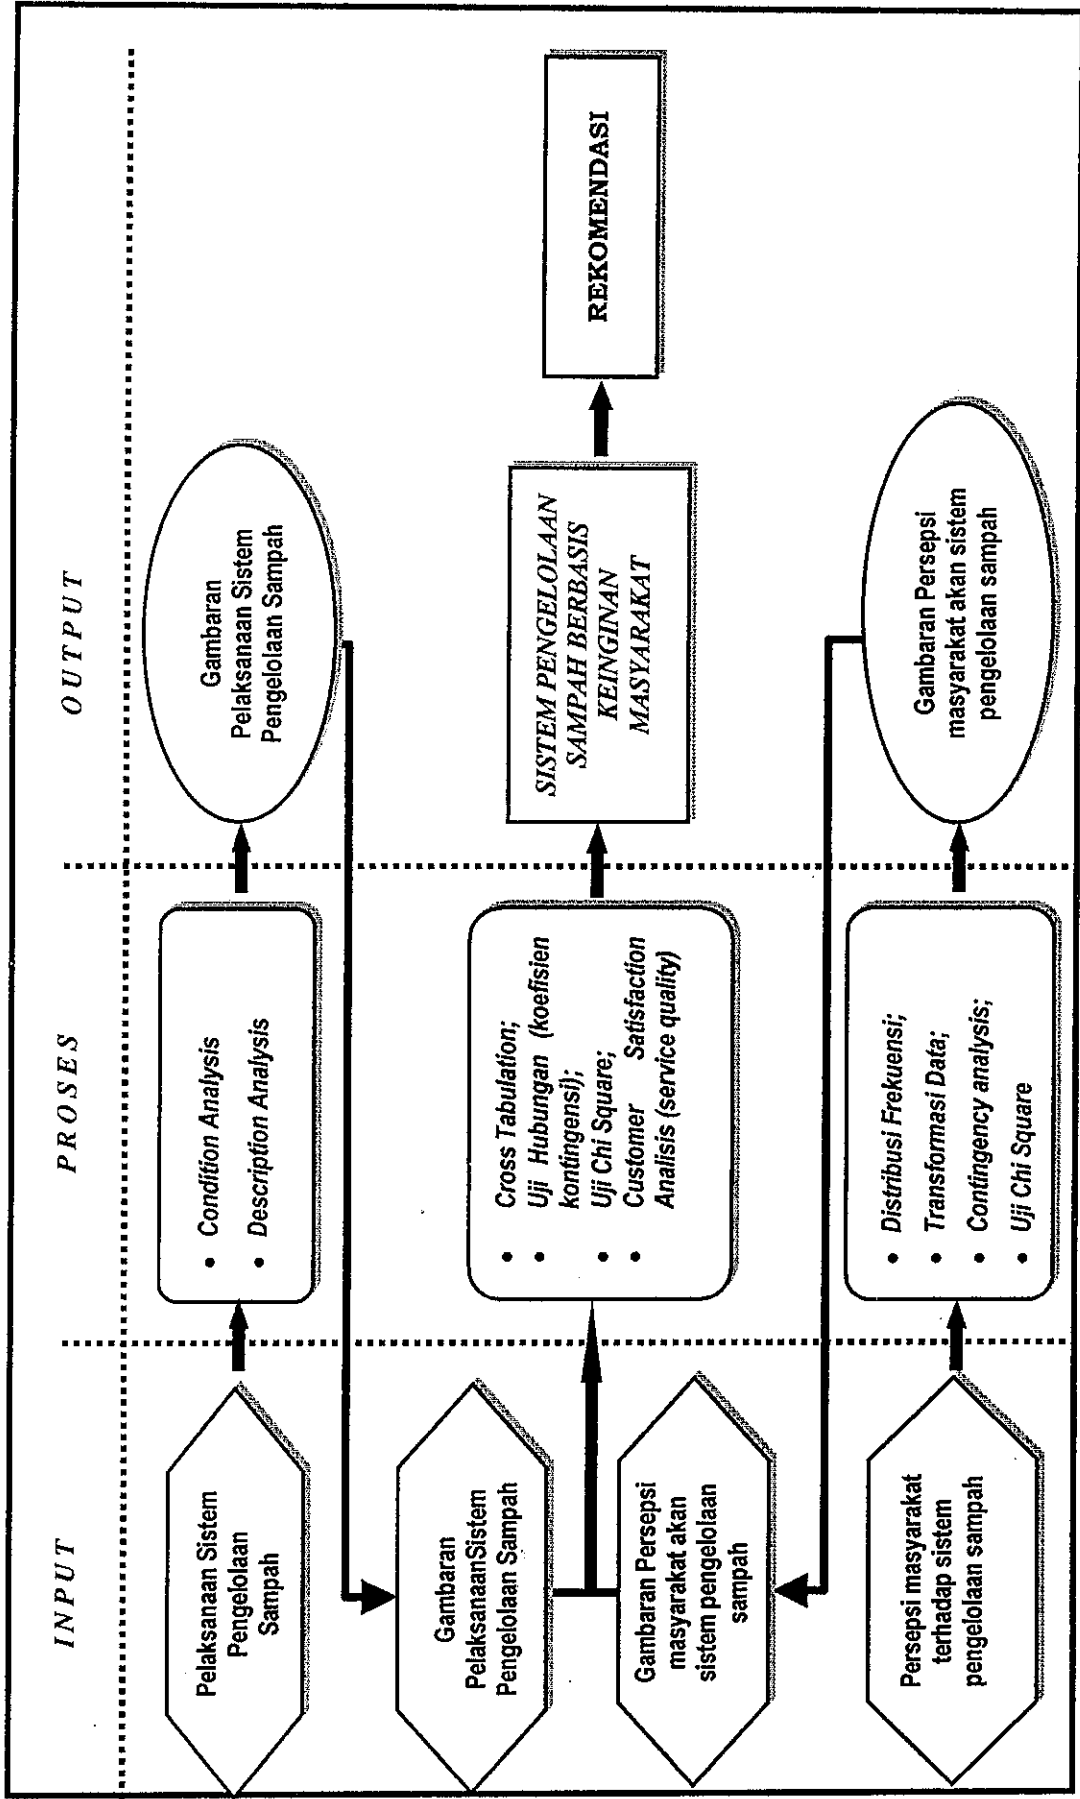 INPUT
PROSES
OUTPUT
Pelaksanaan Sistem
Pengelolaan
Sampah
• Condition Analysis
• Description Analysis
Gambaran
Pelaksanaan Sistem
Pengelolaan Sampah
Gambaran
PelaksanaanSistem
Pengelolaan Sampah
Gambaran Persepsi
masyarakat akan
sistem pengelolaan
sampah
• Cross Tabulation;
• Uji Hubungan (koefisien
kontingensi);
• Uji Chi Square;
• Customer Satisfaction
Analisis (service quality)
SISTEM PENGELOLAAN
SAMPAH BERBASIS
KEINGINAN
MASYARAKAT
REKOMENDASI
Persepsi masyarakat
terhadap sistem
pengelolaan sampah
• Distribusi Frekuensi;
• Transformasi Data;
• Contingency analysis;
• Uji Chi Square
Gambaran Persepsi
masyarakat akan sistem
pengelolaan sampah